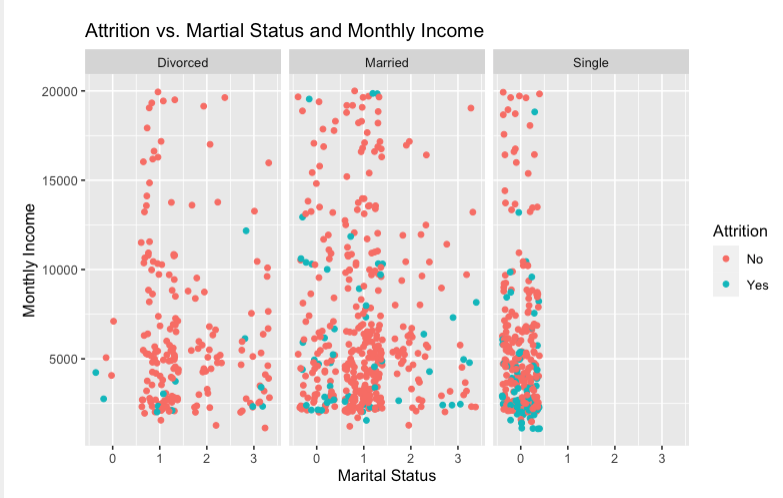 Attrition vs. Martial Status and Monthly Income
Divorced Married Single
20000
15000
10000
5000
Monthly Income
0 1 2 3 0 1 2 3 0 1 2 3
Marital Status
Attrition
No
Yes